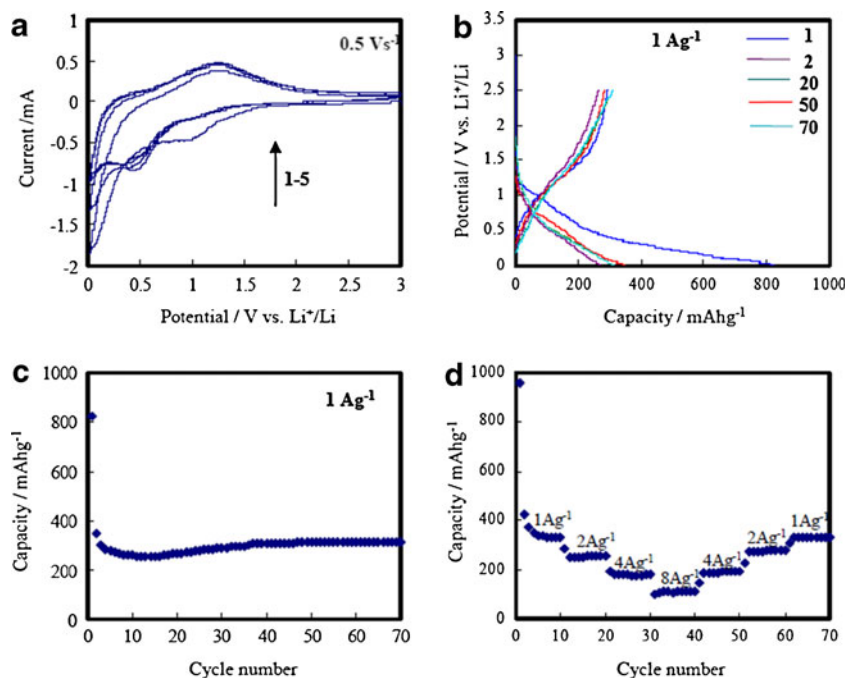 a
0.5 Vs-1
1
0.5
0
-0.5
-1
-1.5
-2
0 0.5 1 1.5 2 2.5 3
Current /mA
1-5
Potential / V vs. Li+/Li
b
1 Ag-1
3.5
3
2.5
2
1.5
1
0.5
0
0 200 400 600 800 1000
Potential / V vs. Li+/Li
1
2
20
50
70
Capacity / mAhg-1
c
1 Ag-1
1000
800
600
400
200
0
0 10 20 30 40 50 60 70
Capacity / mAhg-1
Cycle number
d
1000
800
600
400
200
0
0 10 20 30 40 50 60 70
Capacity / mAhg-1
1Ag-1
2Ag-1
4Ag-1
8Ag-1
4Ag-1
2Ag-1
1Ag-1
Cycle number